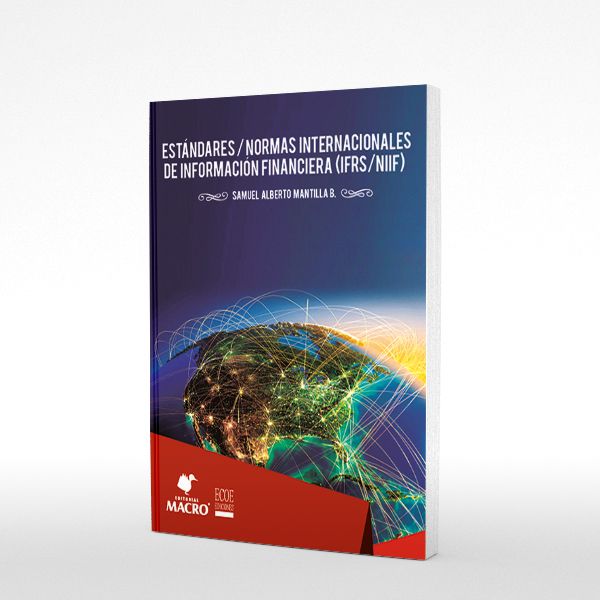 ESTÁNDARES / NORMAS INTERNACIONALES
DE INFORMACIÓN FINANCIERA (IFRS/NIIF)
SAMUEL ALBERTO MANTILLA B.
EDITORIAL
MACRO®
ECOE
EDICIONES